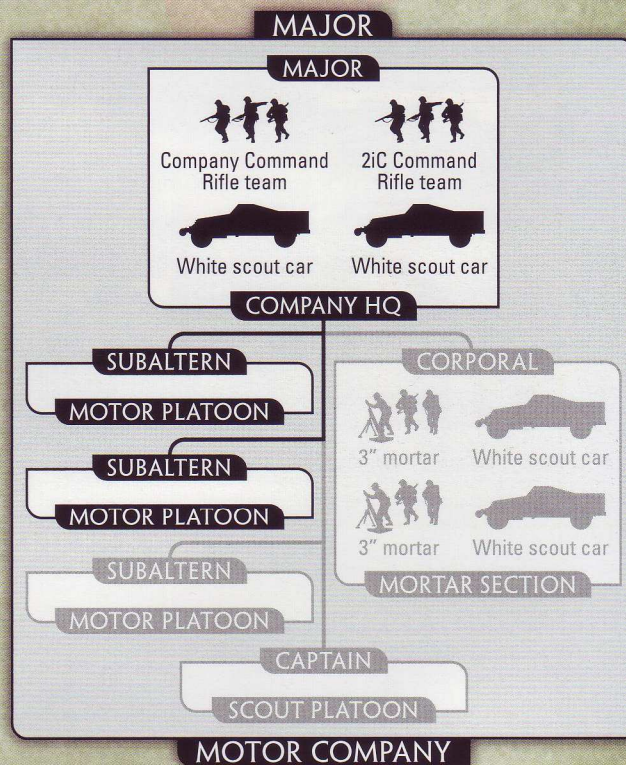 MAJOR
MAJOR
Company Command
Rifle team
2iC Command
Rifle team
White scout car
White scout car
COMPANY HQ
SUBALTERN
MOTOR PLATOON
SUBALTERN
MOTOR PLATOON
SUBALTERN
MOTOR PLATOON
CORPORAL
3" mortar
White scout car
3" mortar
White scout car
MORTAR SECTION
CAPTAIN
SCOUT PLATOON
MOTOR COMPANY